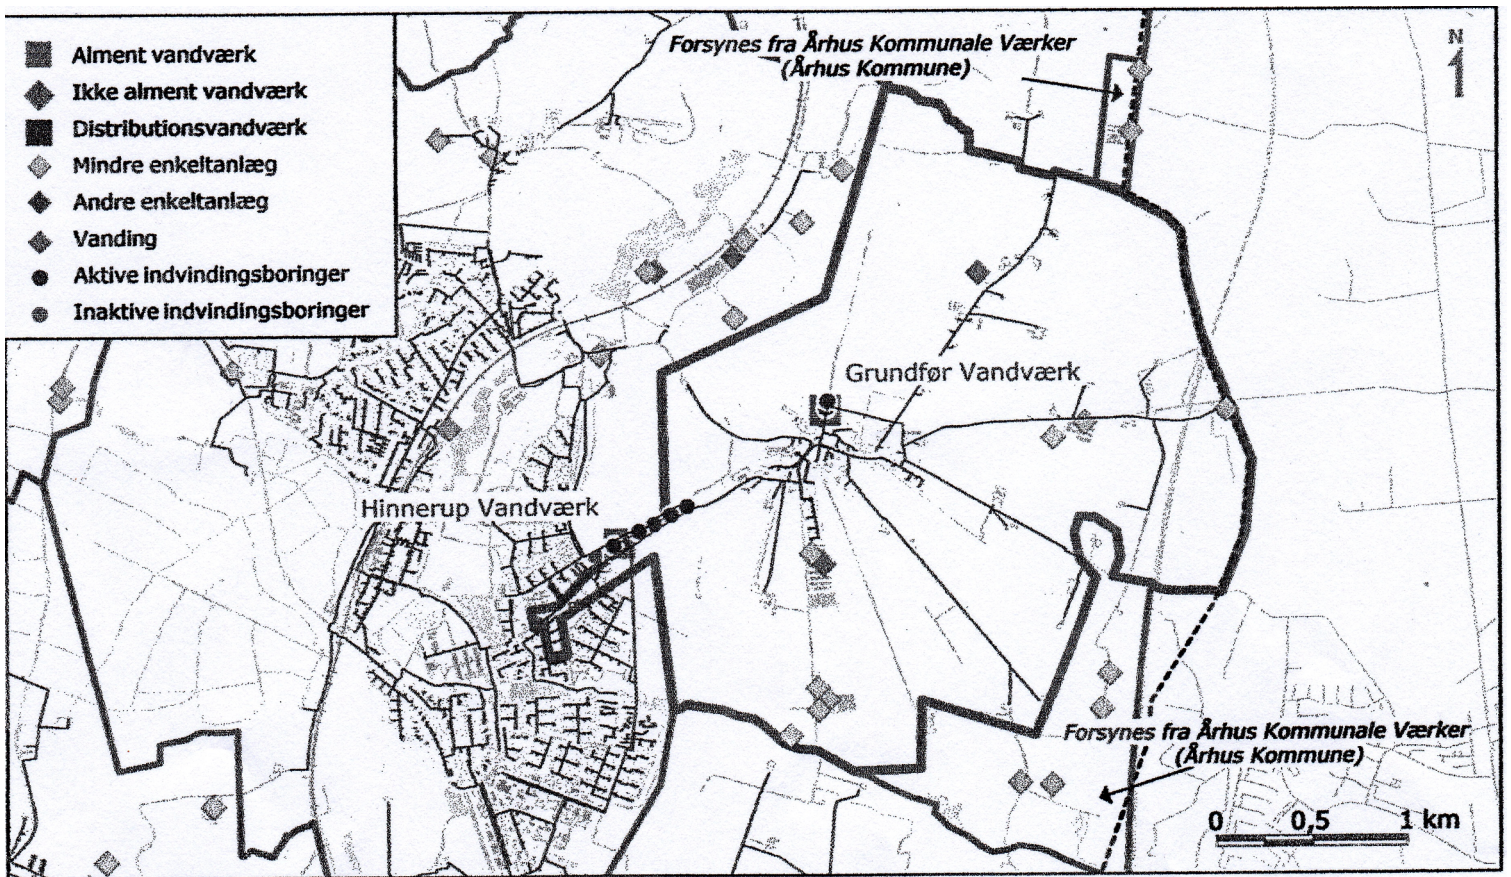 Alment vandværk
Ikke alment vandværk
Distributionsvandværk
Mindre enkeltanlæg
Andre enkeltanlæg
Vanding
Aktive indvindingsboringer
Inaktive indvindingsboringer
Forsynes fra Århus Kommunale Værker
(Århus Kommune)
N
Grundfør Vandværk
Hinnerup Vandværk
Forsynes fra Århus Kommunale Værker
(Århus Kommune)
0 0,5 1 km
11